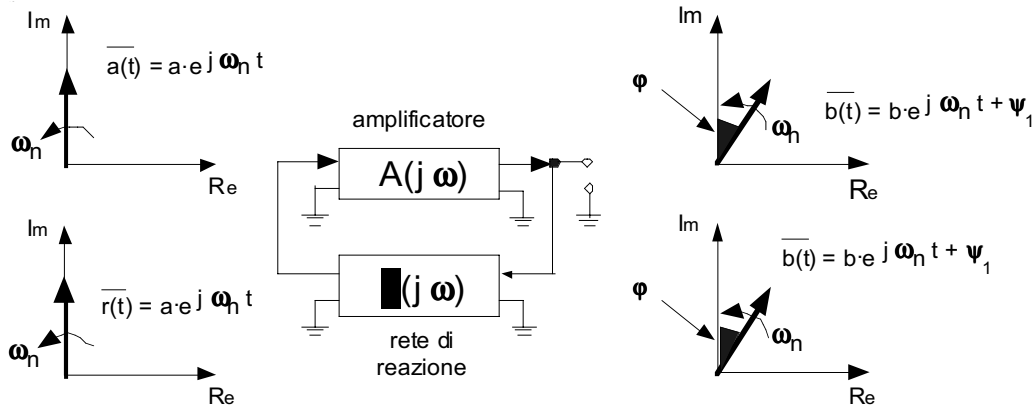 Im
a(t) = a·e j ωn t
ωn
Re
amplificatore
A(j ω)
Im
φ
b(t) = b·e j ωn t + ψ1
ωn
Re
Im
r(t) = a·e j ωn t
ωn
Re
(j ω)
rete di
reazione
Im
φ
b(t) = b·e j ωn t + ψ1
ωn
Re